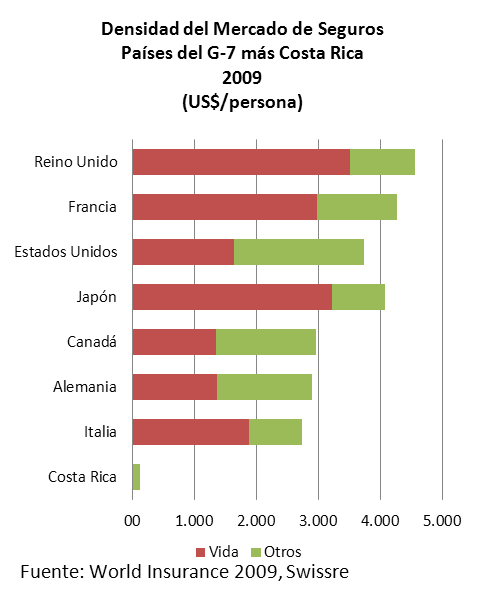 Densidad del Mercado de Seguros
Países del G-7 más Costa Rica
2009
(US$/persona)
Reino Unido
Francia
Estados Unidos
Japón
Canadá
Alemania
Italia
Costa Rica
00 1.000 2.000 3.000 4.000 5.000
Vida Otros
Fuente: World Insurance 2009, Swissre